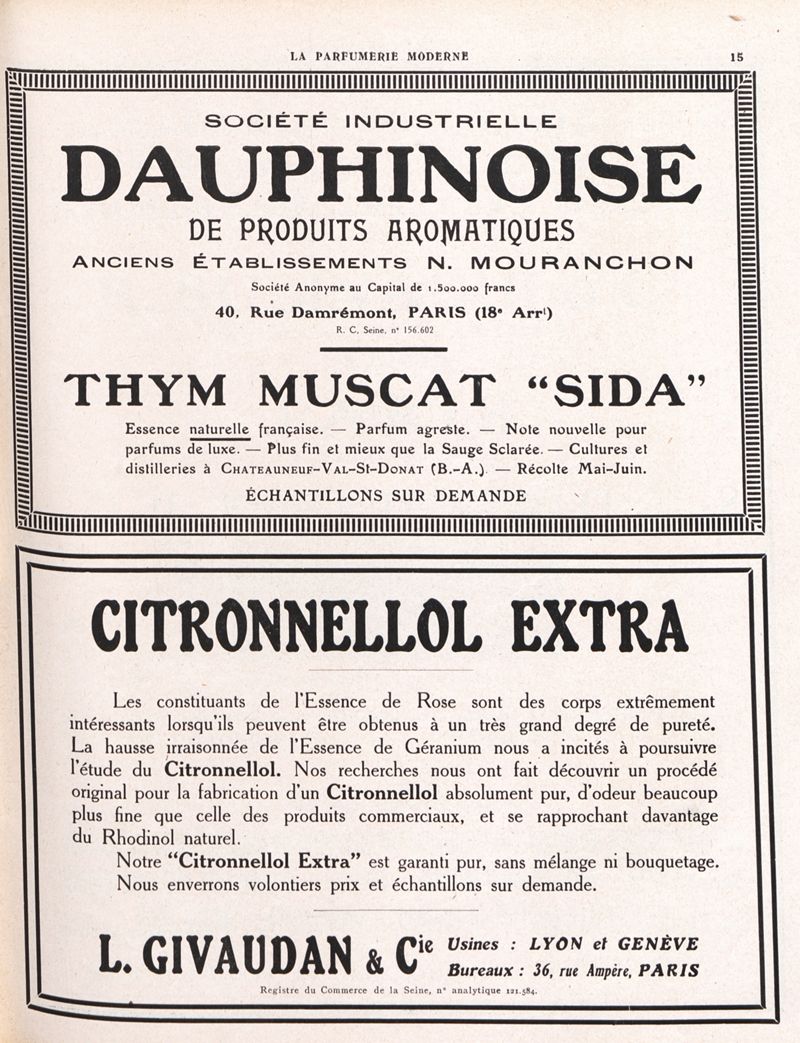 LA PARFUMERIE MODERNE 15
SOCIÉTÉ INDUSTRIELLE
DAUPHINOISE
DE PRODUITS AROMATIQUES
ANCIENS ÉTABLISSEMENTS N. MOURANCHON
Société Anonyme au Capital de 1.500.000 francs
40, Rue Damrémont, PARIS (18e Arrt)
R. C. Seine, n° 156.602
THYM MUSCAT “SIDA”
Essence naturelle française. — Parfum agreste. — Note nouvelle pour
parfums de luxe. — Plus fin et mieux que la Sauge Sclarée. — Cultures et
distilleries à CHATEAUNEUF-VAL-St-DONAT (B.-A.). — Récolte Mai-Juin.
ÉCHANTILLONS SUR DEMANDE
CITRONNELLOL EXTRA
Les constituants de l'Essence de Rose sont des corps extrêmement
intéressants lorsqu'ils peuvent être obtenus à un très grand degré de pureté.
La hausse irraisonnée de l'Essence de Géranium nous a incités à poursuivre
l'étude du Citronnellol. Nos recherches nous ont fait découvrir un procédé
original pour la fabrication d'un Citronnellol absolument pur, d'odeur beaucoup
plus fine que celle des produits commerciaux, et se rapprochant davantage
du Rhodinol naturel.
Notre “Citronnellol Extra” est garanti pur, sans mélange ni bouquetage.
Nous enverrons volontiers prix et échantillons sur demande.
L. GIVAUDAN & Cie Usines : LYON et GENÈVE
Bureaux : 36, rue Ampère, PARIS
Registre du Commerce de la Seine, n° analytique 121.584.